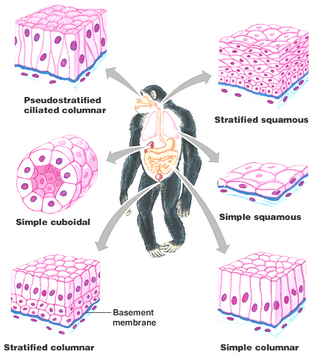 Pseudostratified
ciliated columnar
Stratified squamous
Simple cuboidal
Simple squamous
Basement
membrane
Stratified columnar
Simple columnar